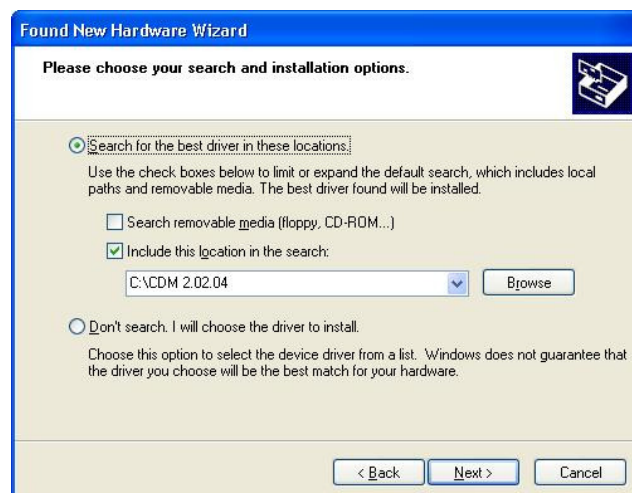 Found New Hardware Wizard
Please choose your search and installation options.
Search for the best driver in these locations.
Use the check boxes below to limit or expand the default search, which includes local
paths and removable media. The best driver found will be installed.
Search removable media (floppy, CD-ROM...)
Include this location in the search:
C:\CDM 2.02.04
Browse
Don't search. I will choose the driver to install.
Choose this option to select the device driver from a list. Windows does not guarantee that
the driver you choose will be the best match for your hardware.
< Back
Next >
Cancel